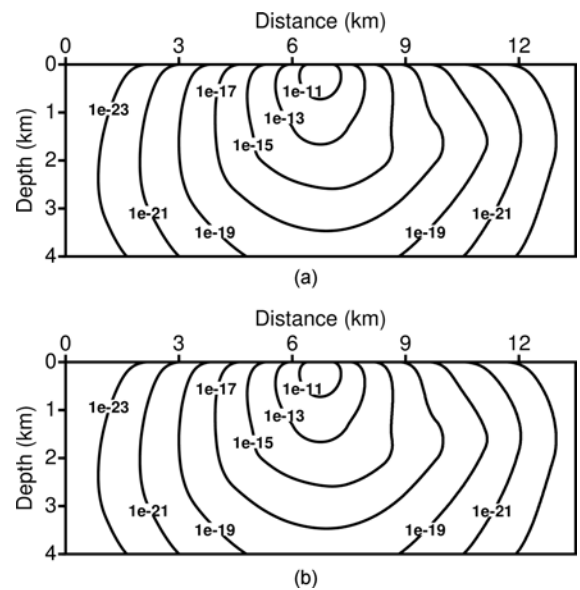 Distance (km)
0 3 6 9 12
0
1
2
3
4
Depth (km)
1e-23
1e-17
1e-11
1e-13
1e-15
1e-21
1e-19
1e-19
1e-21
(a)
Distance (km)
0 3 6 9 12
0
1
2
3
4
Depth (km)
1e-23
1e-17
1e-11
1e-13
1e-15
1e-21
1e-19
1e-19
1e-21
(b)